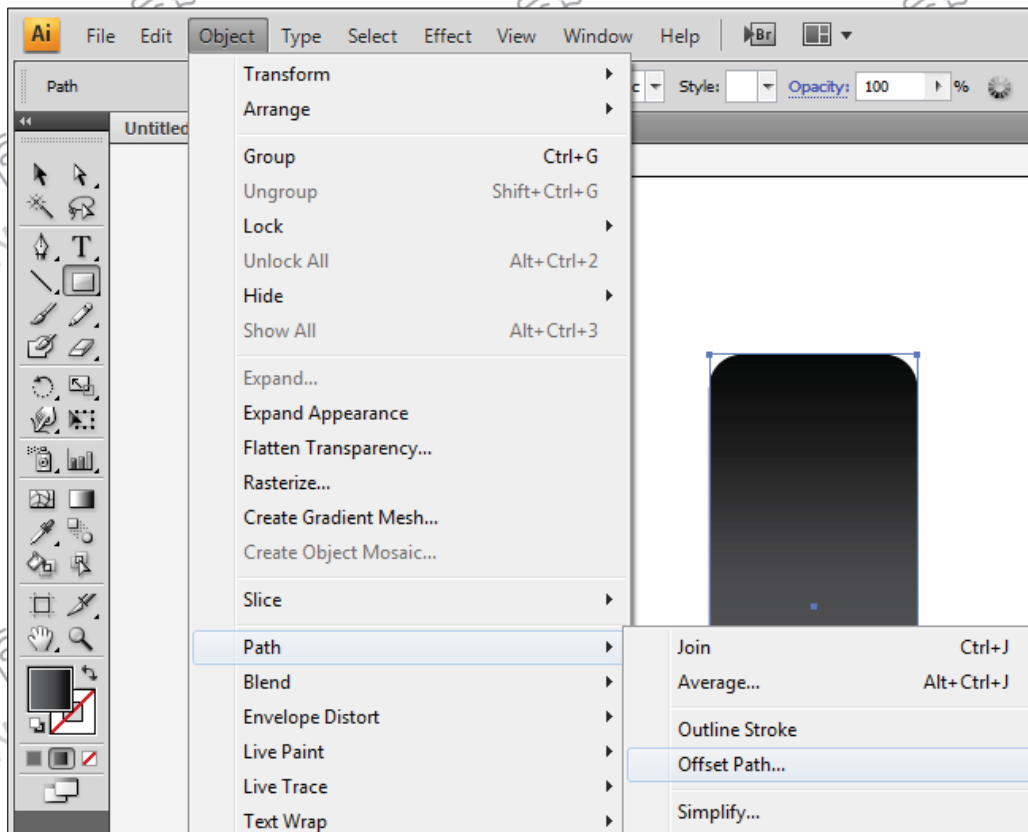 Ai File Edit Object Type Select Effect View Window Help Br
Path c Style: Opacity: 100 %
Untitled
Transform
Arrange
Group Ctrl+G
Ungroup Shift+Ctrl+G
Lock
Unlock All Alt+Ctrl+2
Hide
Show All Alt+Ctrl+3
Expand...
Expand Appearance
Flatten Transparency...
Rasterize...
Create Gradient Mesh...
Create Object Mosaic...
Slice
Path
Join Ctrl+J
Blend
Average... Alt+Ctrl+J
Envelope Distort
Outline Stroke
Live Paint
Offset Path...
Live Trace
Simplify...
Text Wrap